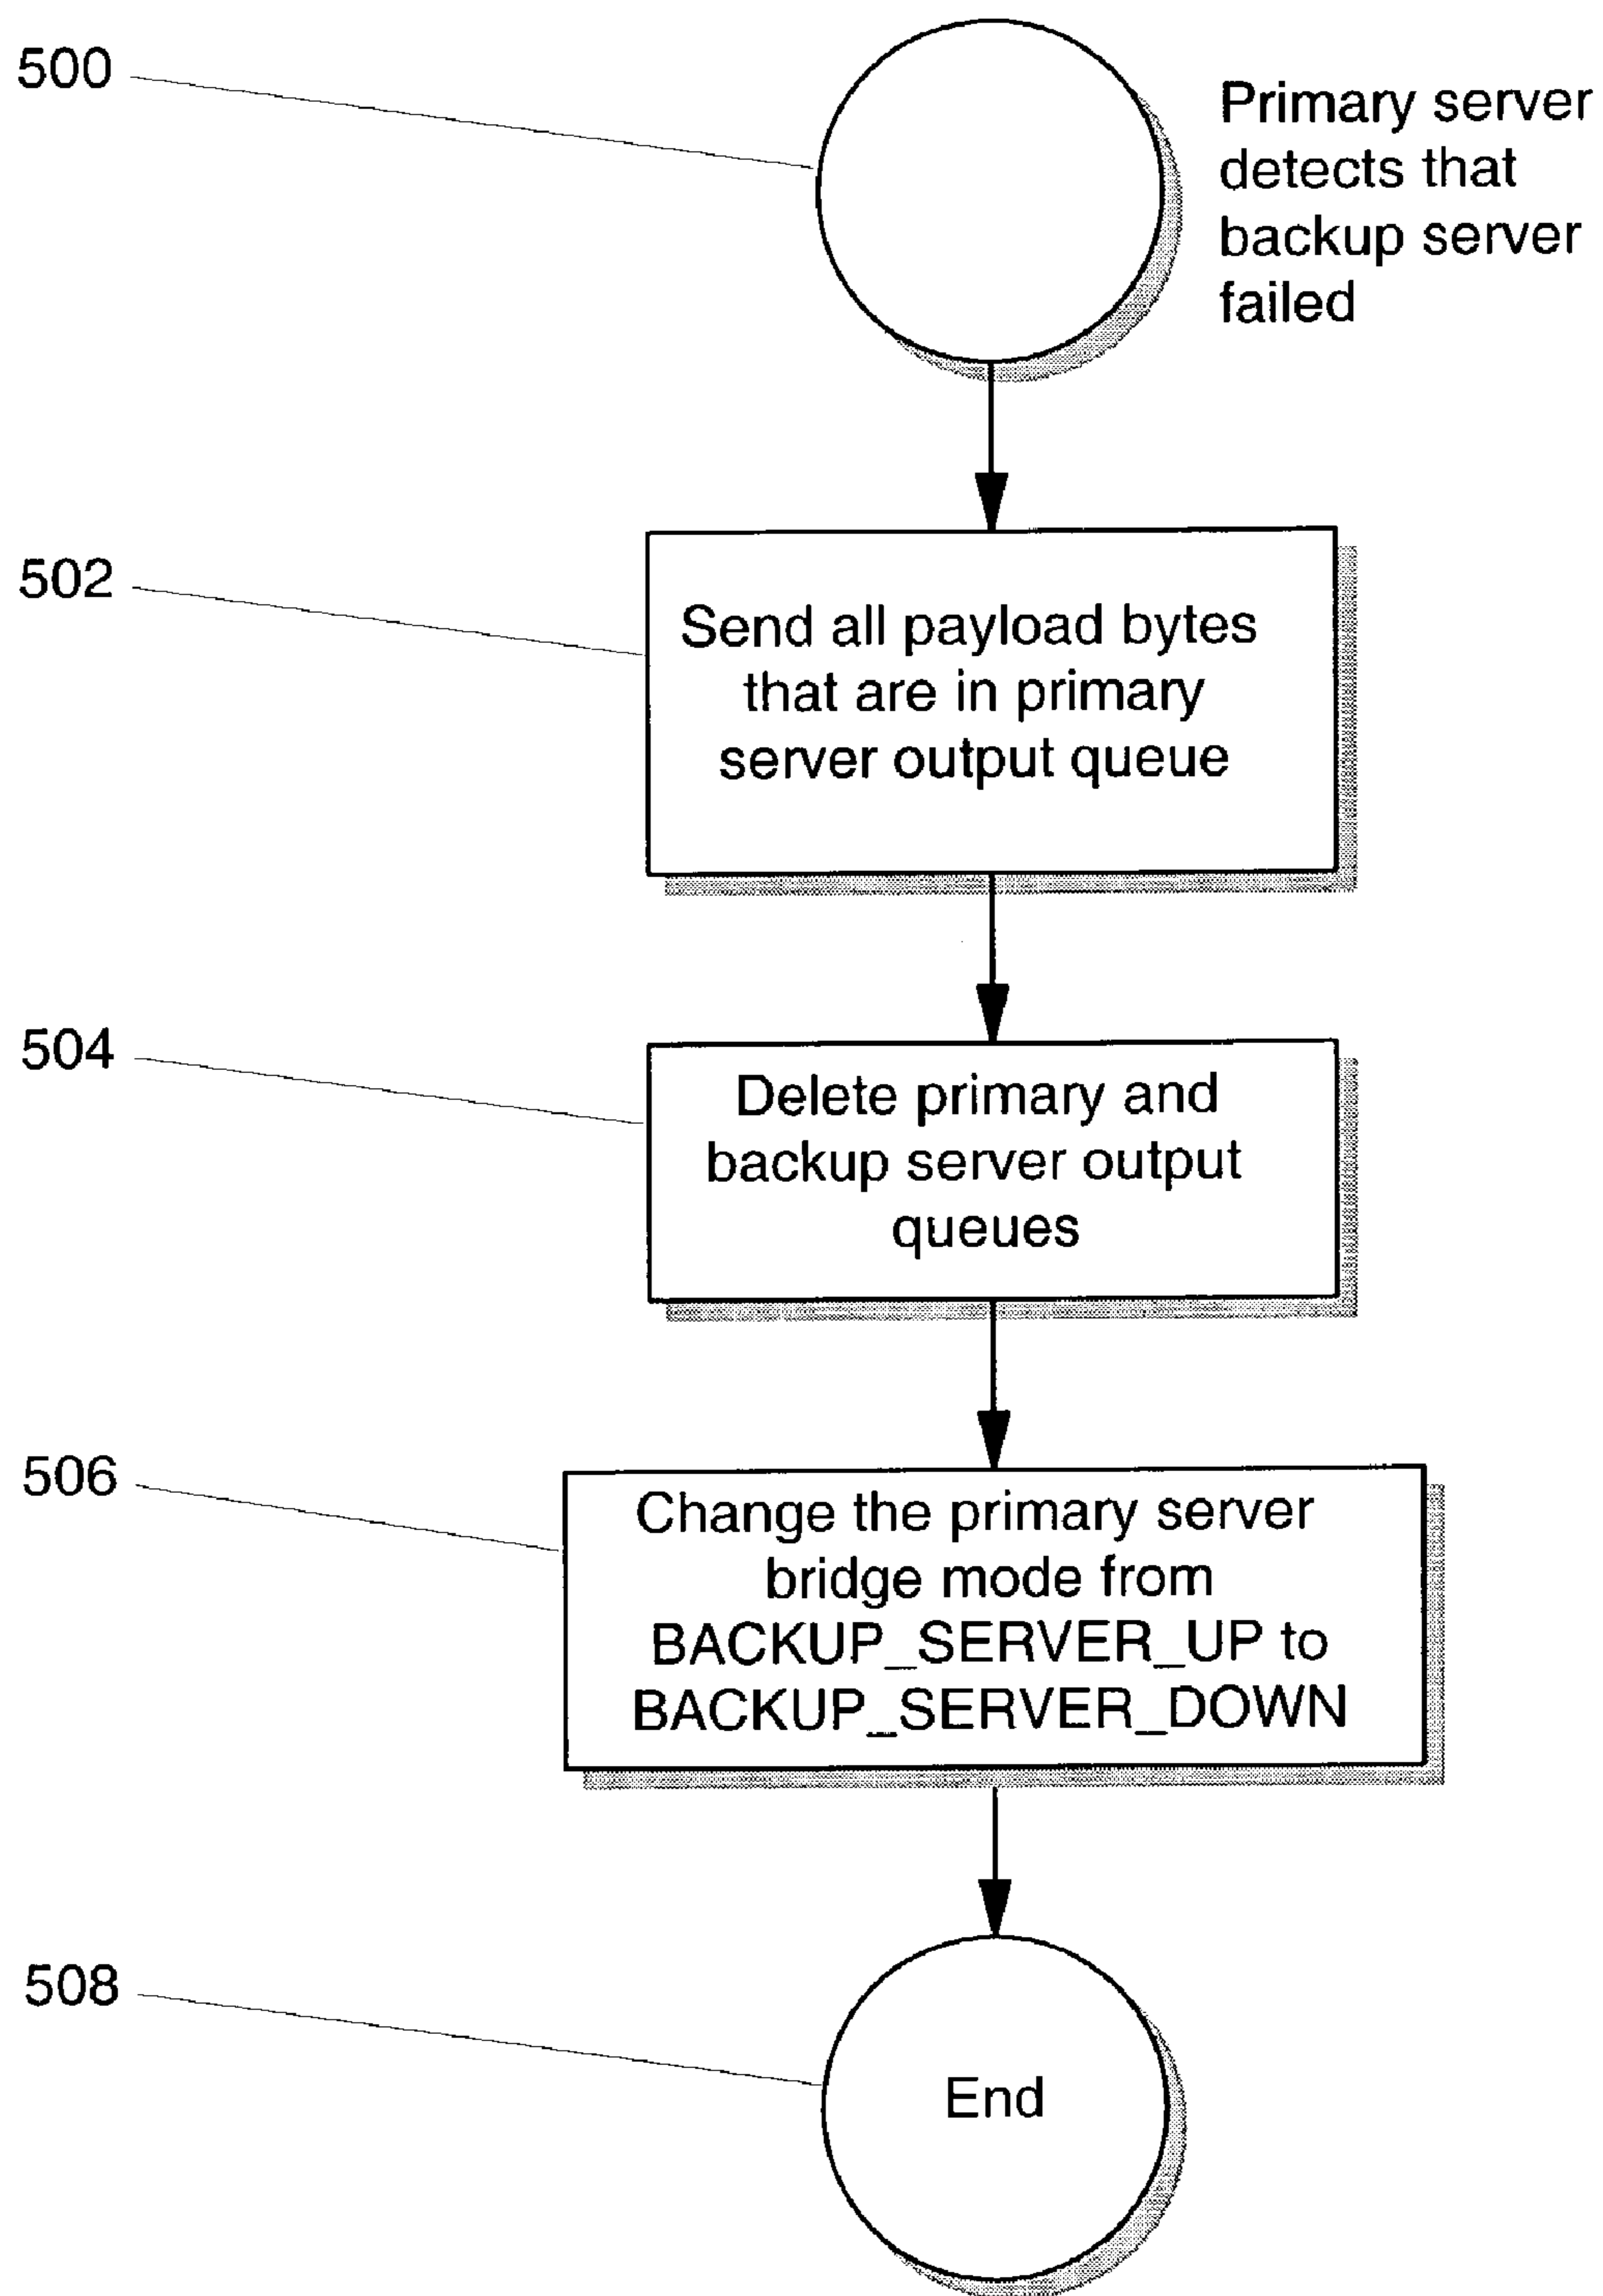 500
Primary server
detects that
backup server
failed
502
Send all payload bytes
that are in primary
server output queue
504
Delete primary and
backup server output
queues
506
Change the primary server
bridge mode from
BACKUP_SERVER_UP to
BACKUP_SERVER_DOWN
508
End